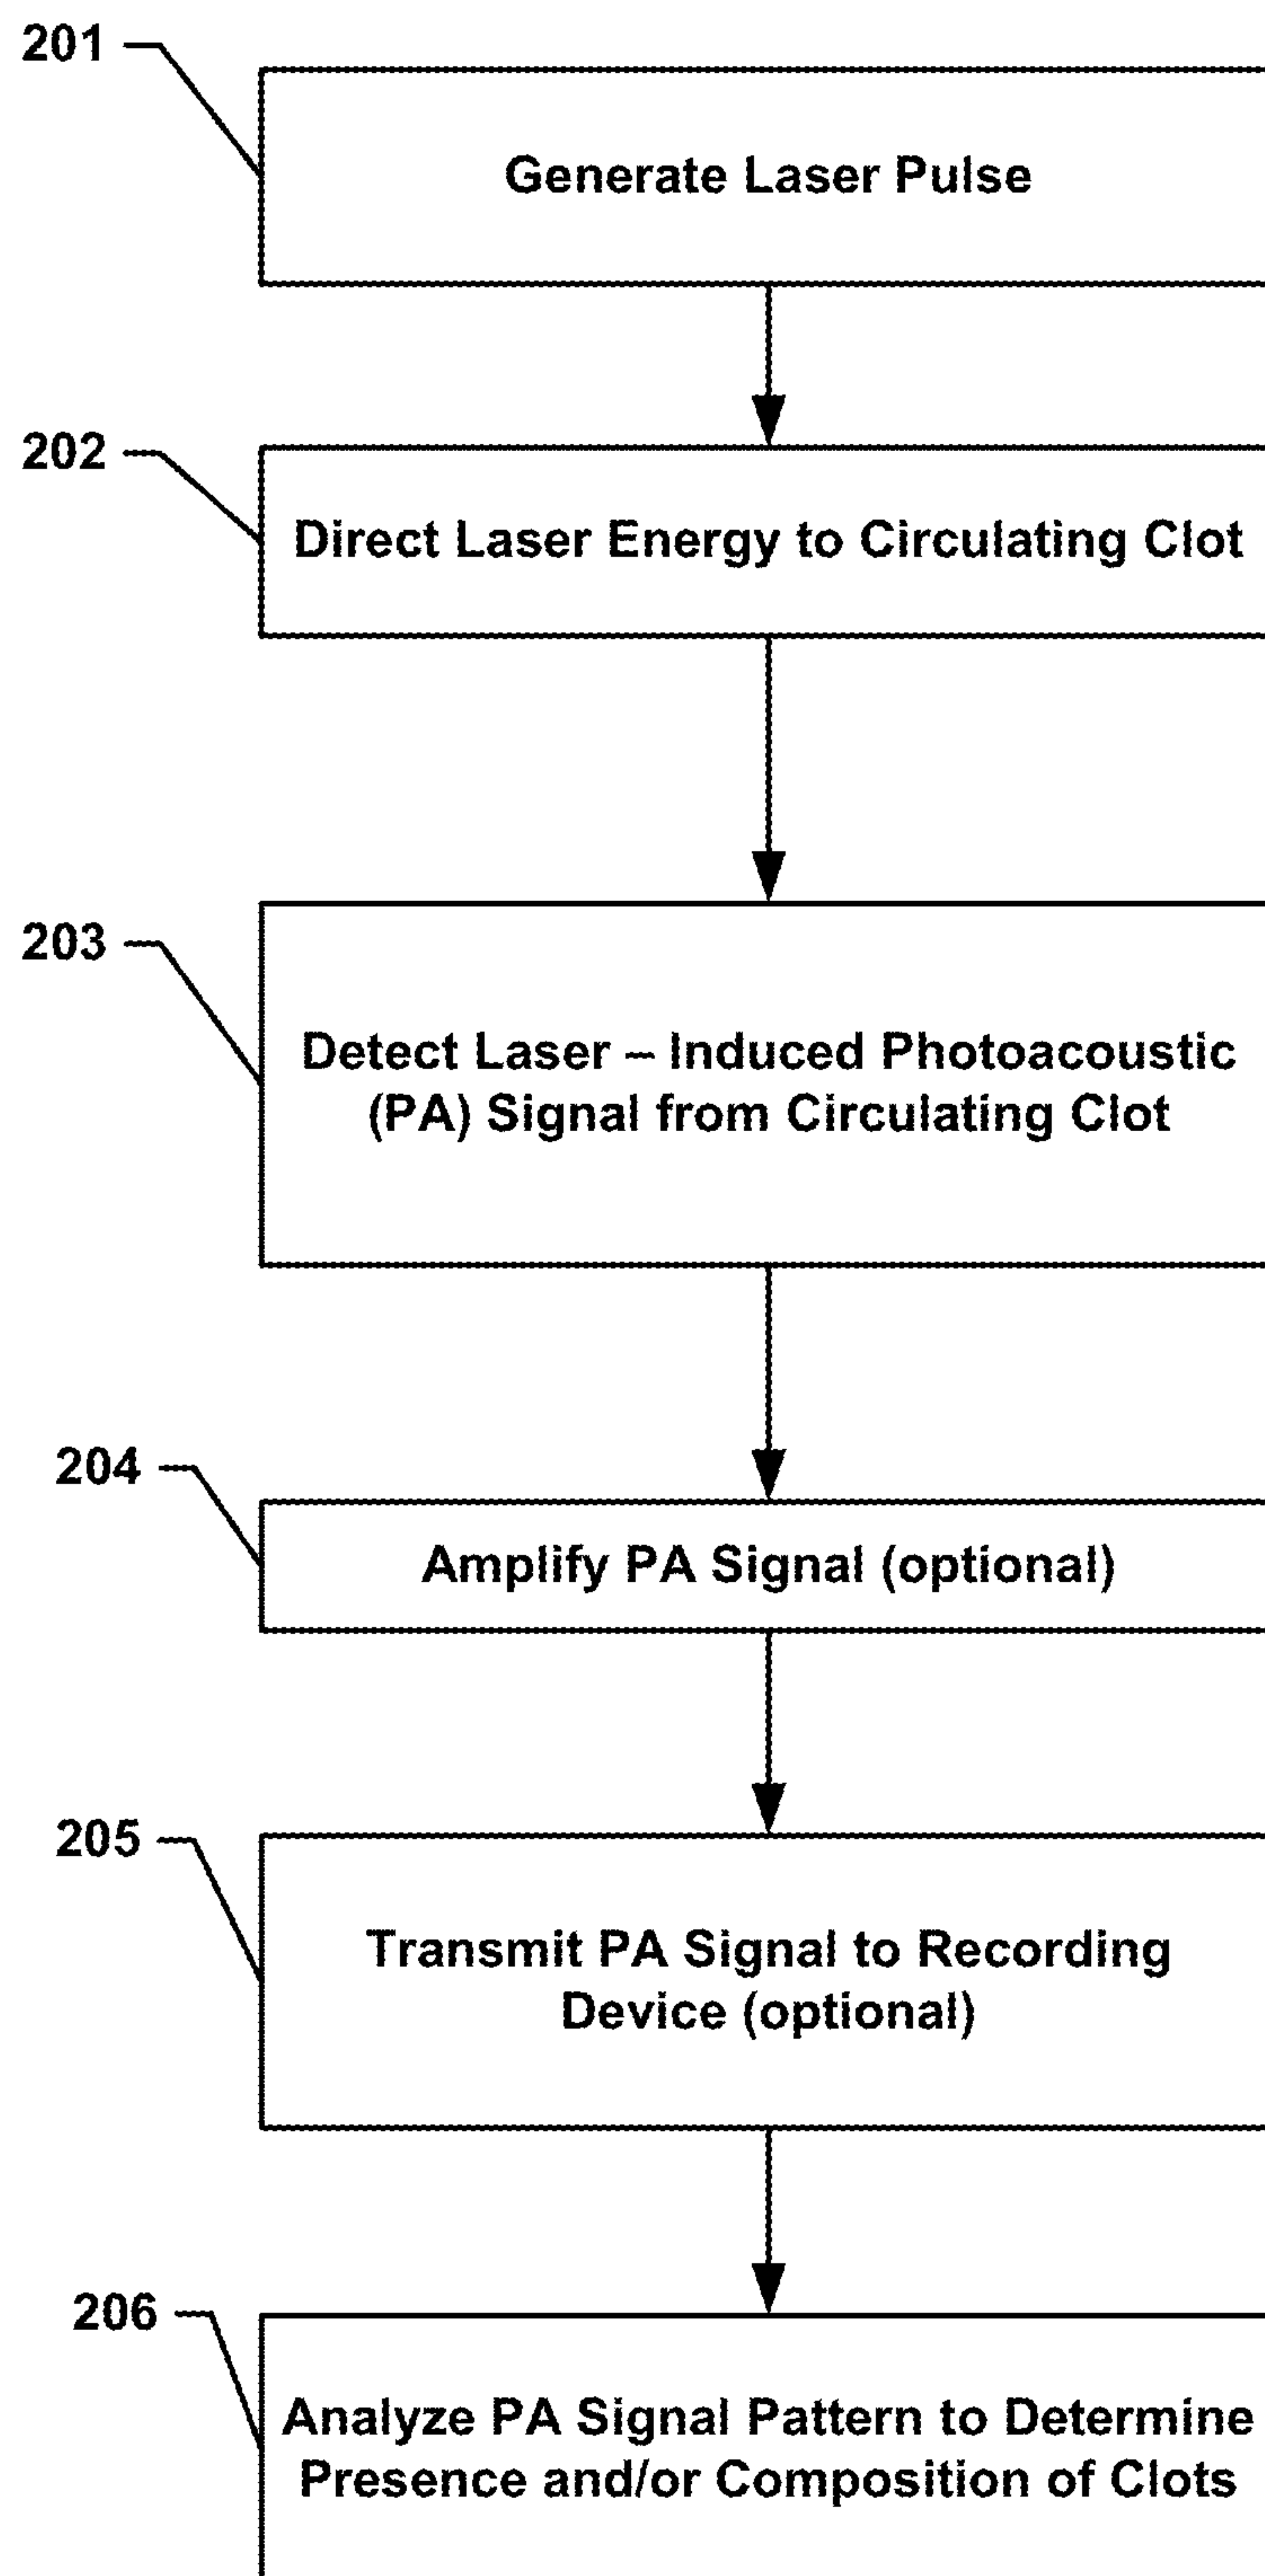 201
Generate Laser Pulse
202
Direct Laser Energy to Circulating Clot
203
Detect Laser – Induced Photoacoustic
(PA) Signal from Circulating Clot
204
Amplify PA Signal (optional)
205
Transmit PA Signal to Recording
Device (optional)
206
Analyze PA Signal Pattern to Determine
Presence and/or Composition of Clots